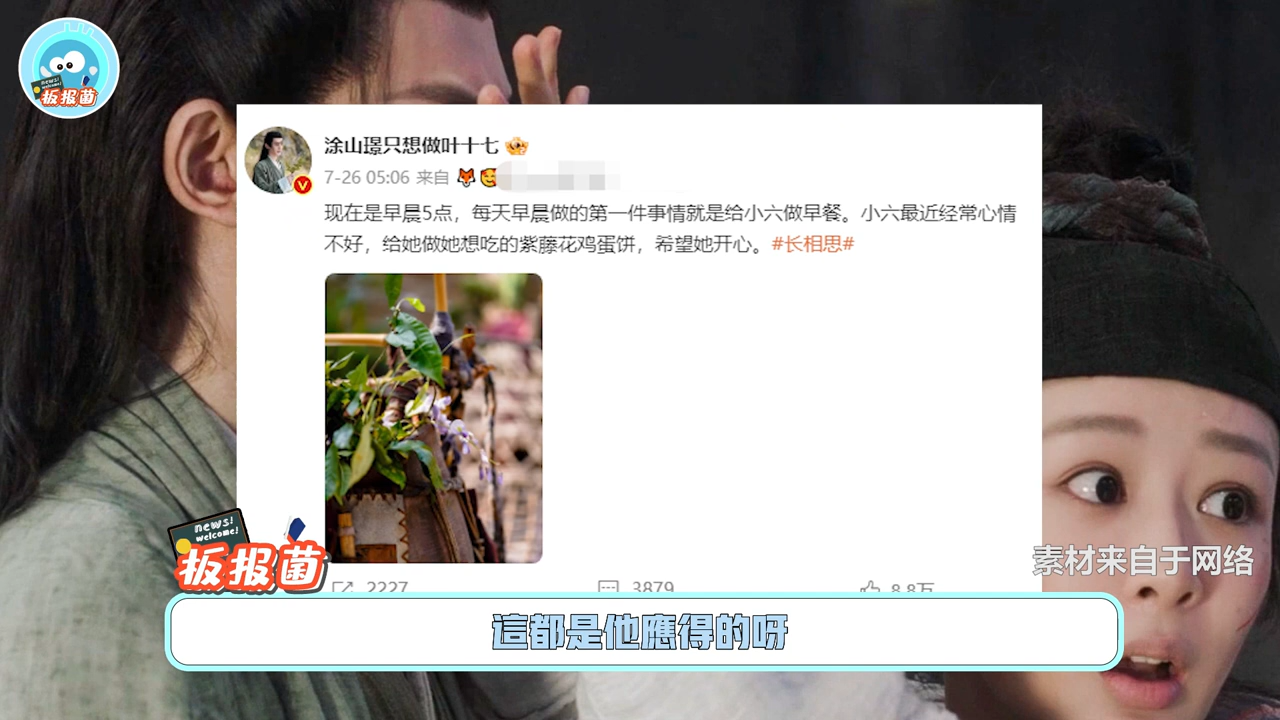 news!
welcome!
板报菌
涂山璟只想做叶十七
7-26 05:06 来自
现在是早晨5点，每天早晨做的第一件事情就是给小六做早餐。小六最近经常心情
不好，给她做她想吃的紫藤花鸡蛋饼，希望她开心。#长相思#
news!
welcome!
板报菌
素材来自于网络
2227
3879
8.8万
這都是他應得的呀